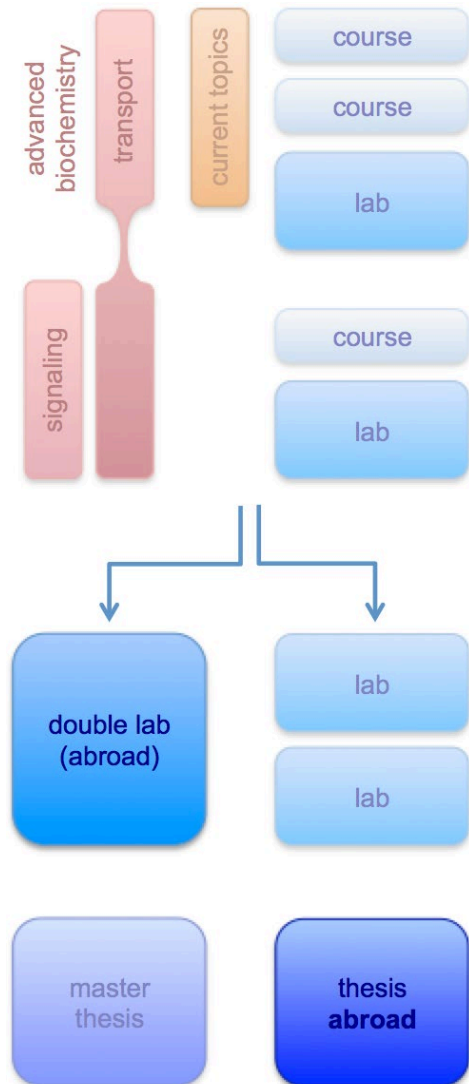 advanced
biochemistry
transport
current topics
course
course
lab
signaling
course
lab
double lab
(abroad)
lab
lab
master
thesis
thesis
abroad